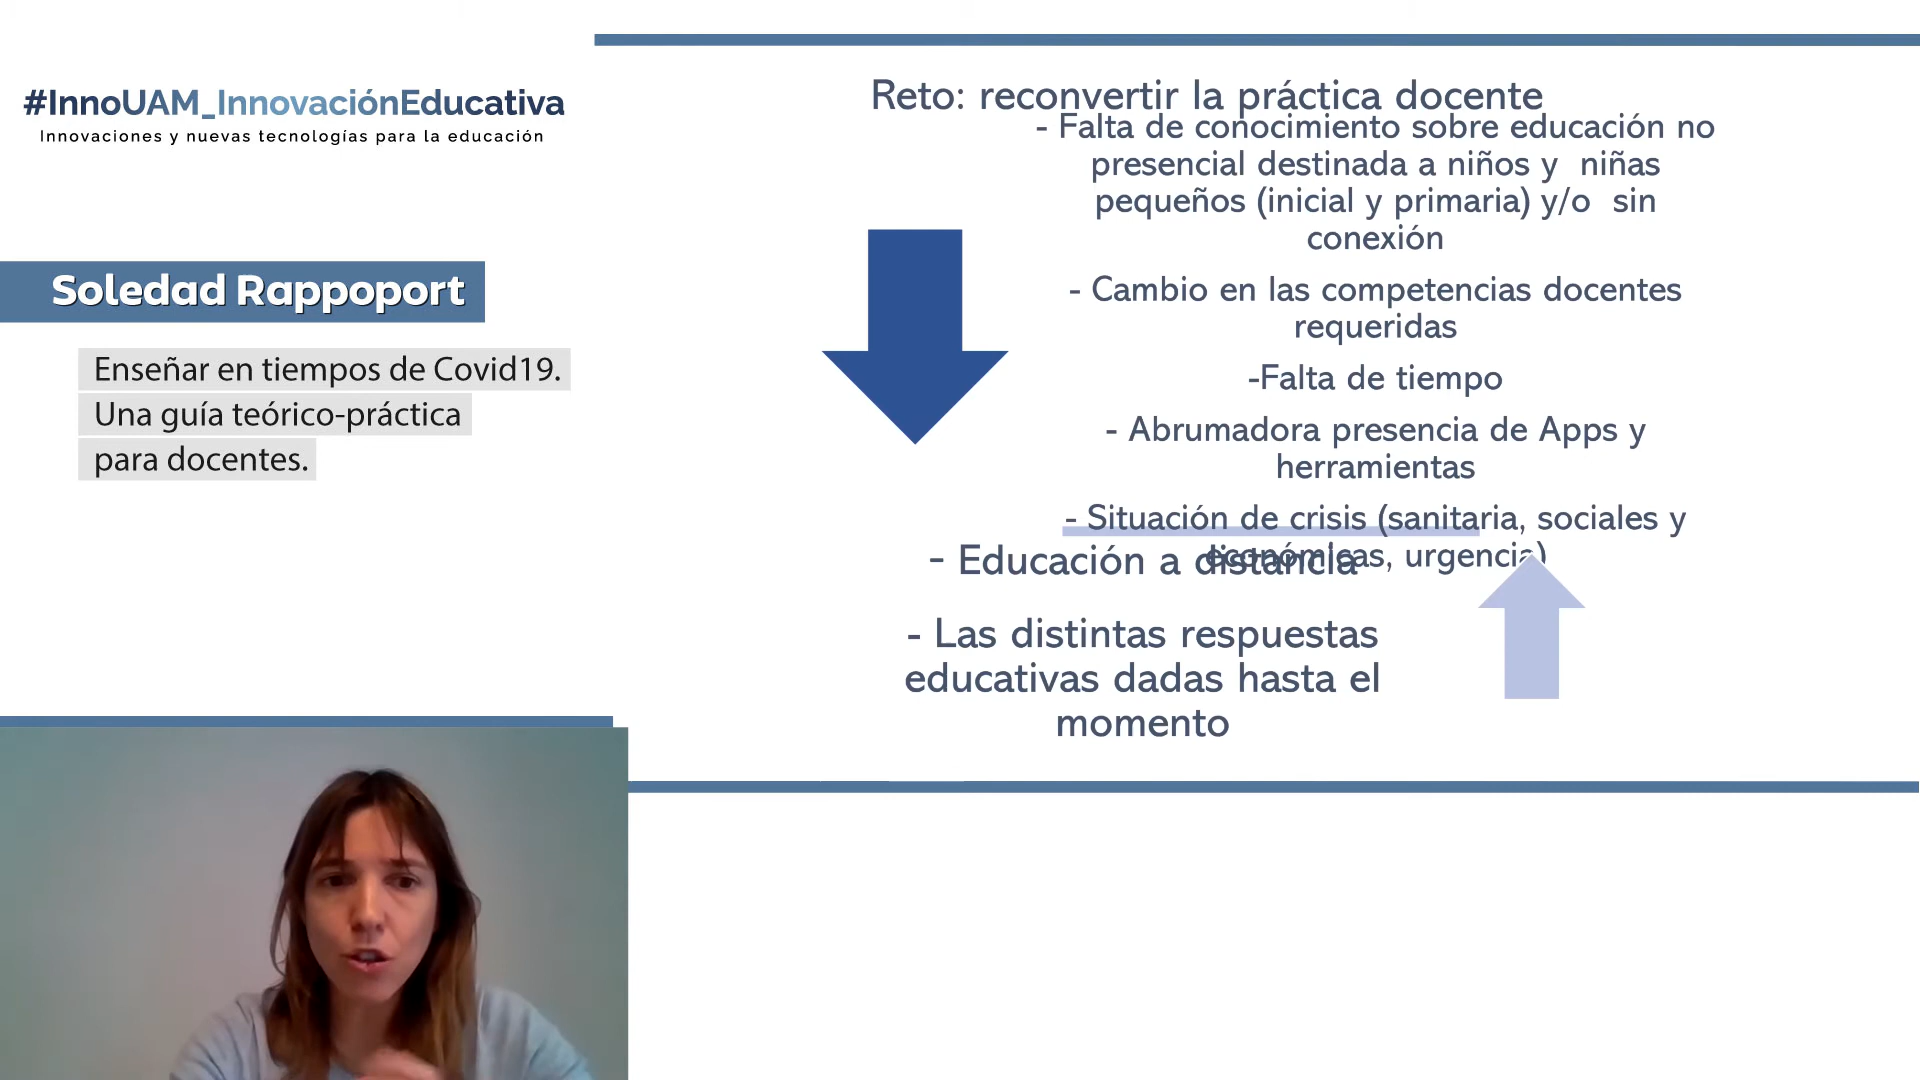 #InnoUAM_InnovaciónEducativa
Innovaciones y nuevas tecnologías para la educación
Soledad Rappoport
Enseñar en tiempos de Covid19.
Una guía teórico-práctica
para docentes.
Reto: reconvertir la práctica docente
- Falta de conocimiento sobre educación no
presencial destinada a niños y niñas
pequeños (inicial y primaria) y/o sin
conexión
- Cambio en las competencias docentes
requeridas
-Falta de tiempo
- Abrumadora presencia de Apps y
herramientas
- Situación de crisis (sanitaria, sociales y
económicas, urgencia)
- Educación a distancia
- Las distintas respuestas
educativas dadas hasta el
momento